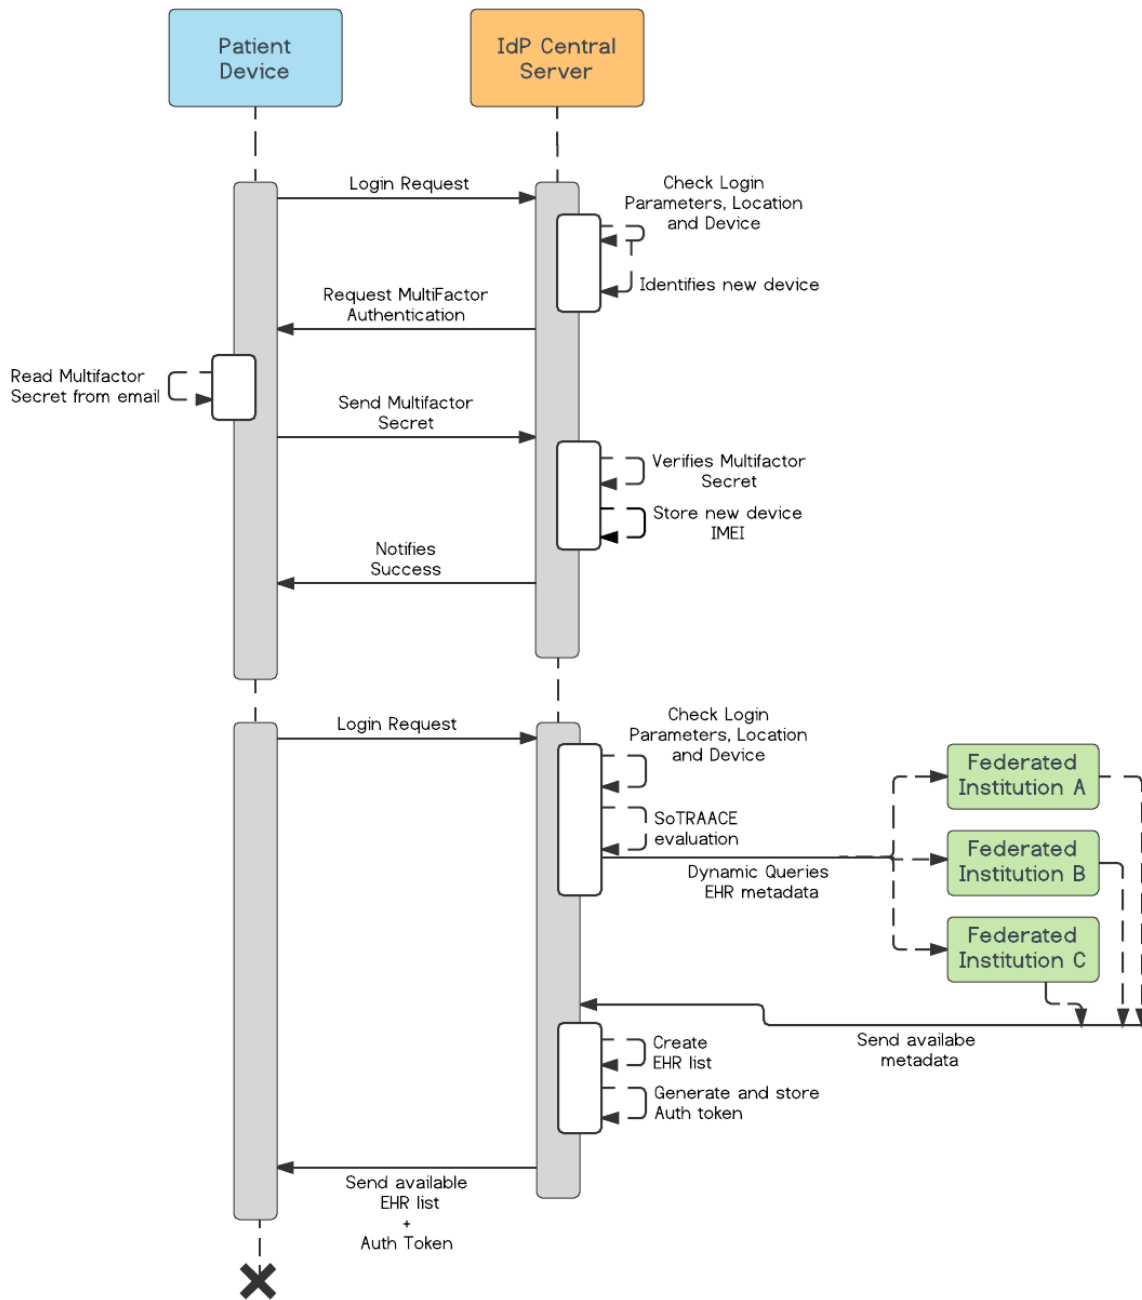 Patient
Device
IdP Central
Server
Login Request
Check Login
Parameters, Location
and Device
Identifies new device
Request MultiFactor
Authentication
Read Multifactor
Secret from email
Send Multifactor
Secret
Verifies Multifactor
Secret
Store new device
IMEI
Notifies
Success
Login Request
Check Login
Parameters, Location
and Device
SoTRAACE
evaluation
Dynamic Queries
EHR metadata
Federated
Institution A
Federated
Institution B
Federated
Institution C
Send availabe
metadata
Create
EHR list
Generate and store
Auth token
Send available
EHR list
+
Auth Token